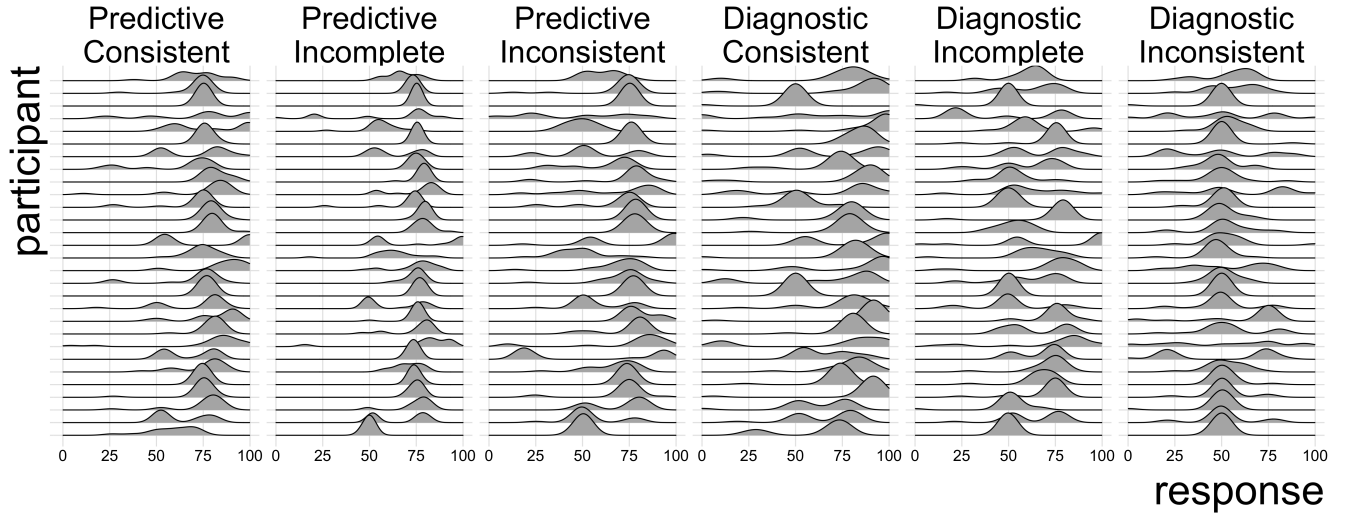 Predictive Consistent
Predictive Incomplete
Predictive Inconsistent
Diagnostic Consistent
Diagnostic Incomplete
Diagnostic Inconsistent
participant
0 25 50 75 100
0 25 50 75 100
0 25 50 75 100
0 25 50 75 100
0 25 50 75 100
0 25 50 75 100
response